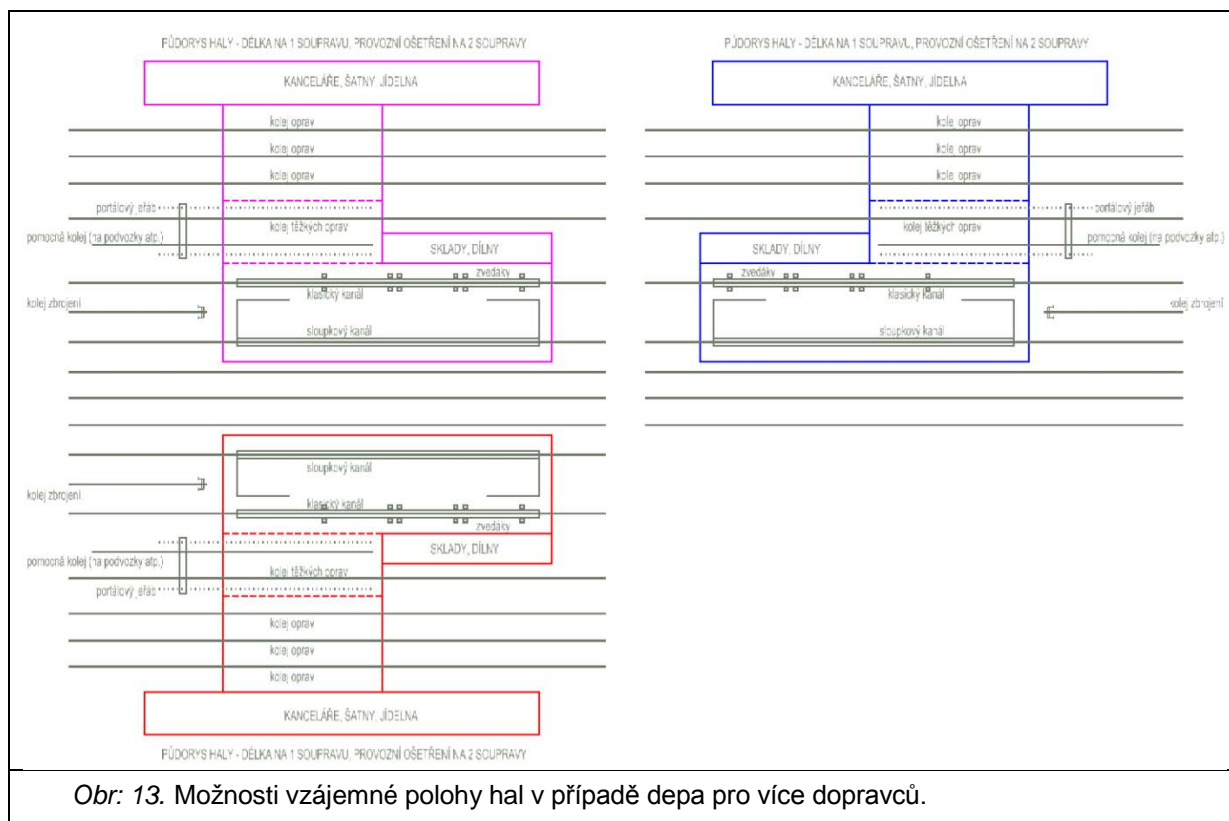 PŮDORYS HALY - DÉLKA NA 1 SOUPRAVU, PROVOZNÍ OŠETŘENÍ NA 2 SOUPRAVY
KANCELÁŘE, ŠATNY, JÍDELNA
kolej oprav
kolej oprav
kolej oprav
portálový jeřáb
kolej těžkých oprav
pomocná kolej (na podvozky atp.)
SKLADY, DÍLNY
zvedáky
klasický kanál
kolej zbrojení
sloupkový kanál
PŮDORYS HALY - DÉLKA NA 1 SOUPRAVU, PROVOZNÍ OŠETŘENÍ NA 2 SOUPRAVY
KANCELÁŘE, ŠATNY, JÍDELNA
kolej oprav
kolej oprav
kolej oprav
portálový jeřáb
kolej těžkých oprav
pomocná kolej (na podvozky atp.)
SKLADY, DÍLNY
zvedáky
klasický kanál
kolej zbrojení
sloupkový kanál
sloupkový kanál
kolej zbrojení
klasický kanál
zvedáky
SKLADY, DÍLNY
pomocná kolej (na podvozky atp.)
kolej těžkých oprav
portálový jeřáb
kolej oprav
kolej oprav
kolej oprav
KANCELÁŘE, ŠATNY, JÍDELNA
PŮDORYS HALY - DÉLKA NA 1 SOUPRAVU, PROVOZNÍ OŠETŘENÍ NA 2 SOUPRAVY
Obr: 13. Možnosti vzájemné polohy hal v případě depa pro více dopravců.